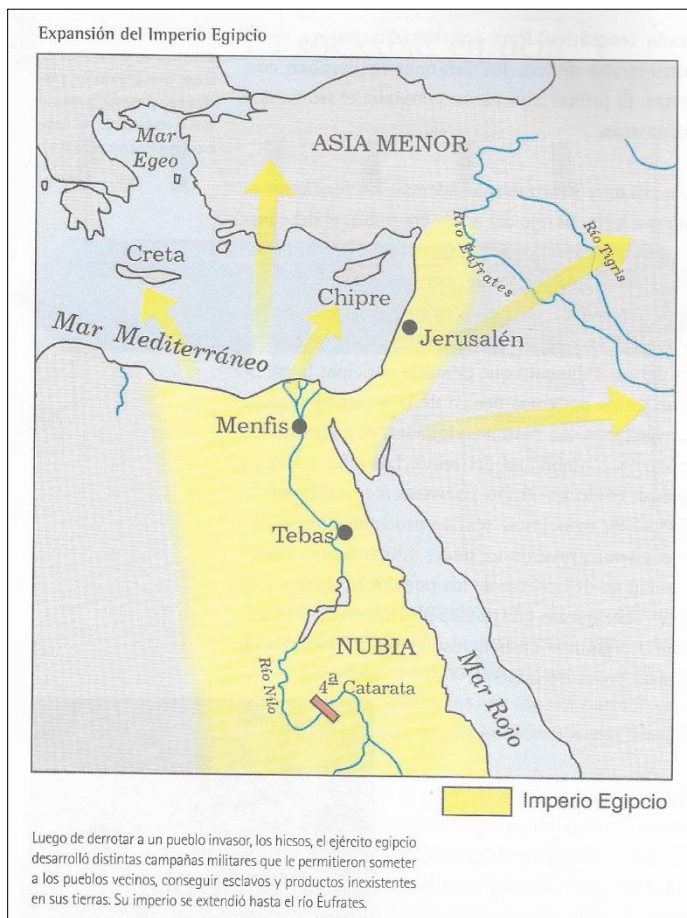 Expansión del Imperio Egipcio
Mar
Egeo
ASIA MENOR
Creta
Chipre
Río Eufrates
Río Tigris
Mar Mediterráneo
Jerusalén
Menfis
Tebas
NUBIA
Río Nilo
4ª Catarata
Mar Rojo
Imperio Egipcio
Luego de derrotar a un pueblo invasor, los hicsos, el ejército egipcio
desarrolló distintas campañas militares que le permitieron someter
a los pueblos vecinos, conseguir esclavos y productos inexistentes
en sus tierras. Su imperio se extendió hasta el río Éufrates.